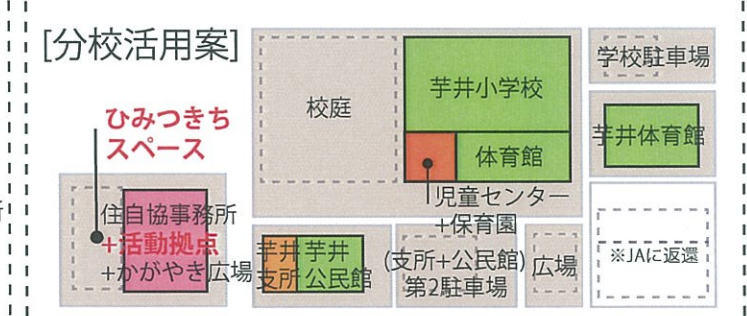 [分校活用案]
ひみつきち
スペース
住自協事務所
+活動拠点
+かがやき広場
校庭
芋井小学校
体育館
児童センター
+保育園
学校駐車場
芋井体育館
芋井
支所
芋井
公民館
(支所+公民館)
第2駐車場
広場
※JAに返還
所